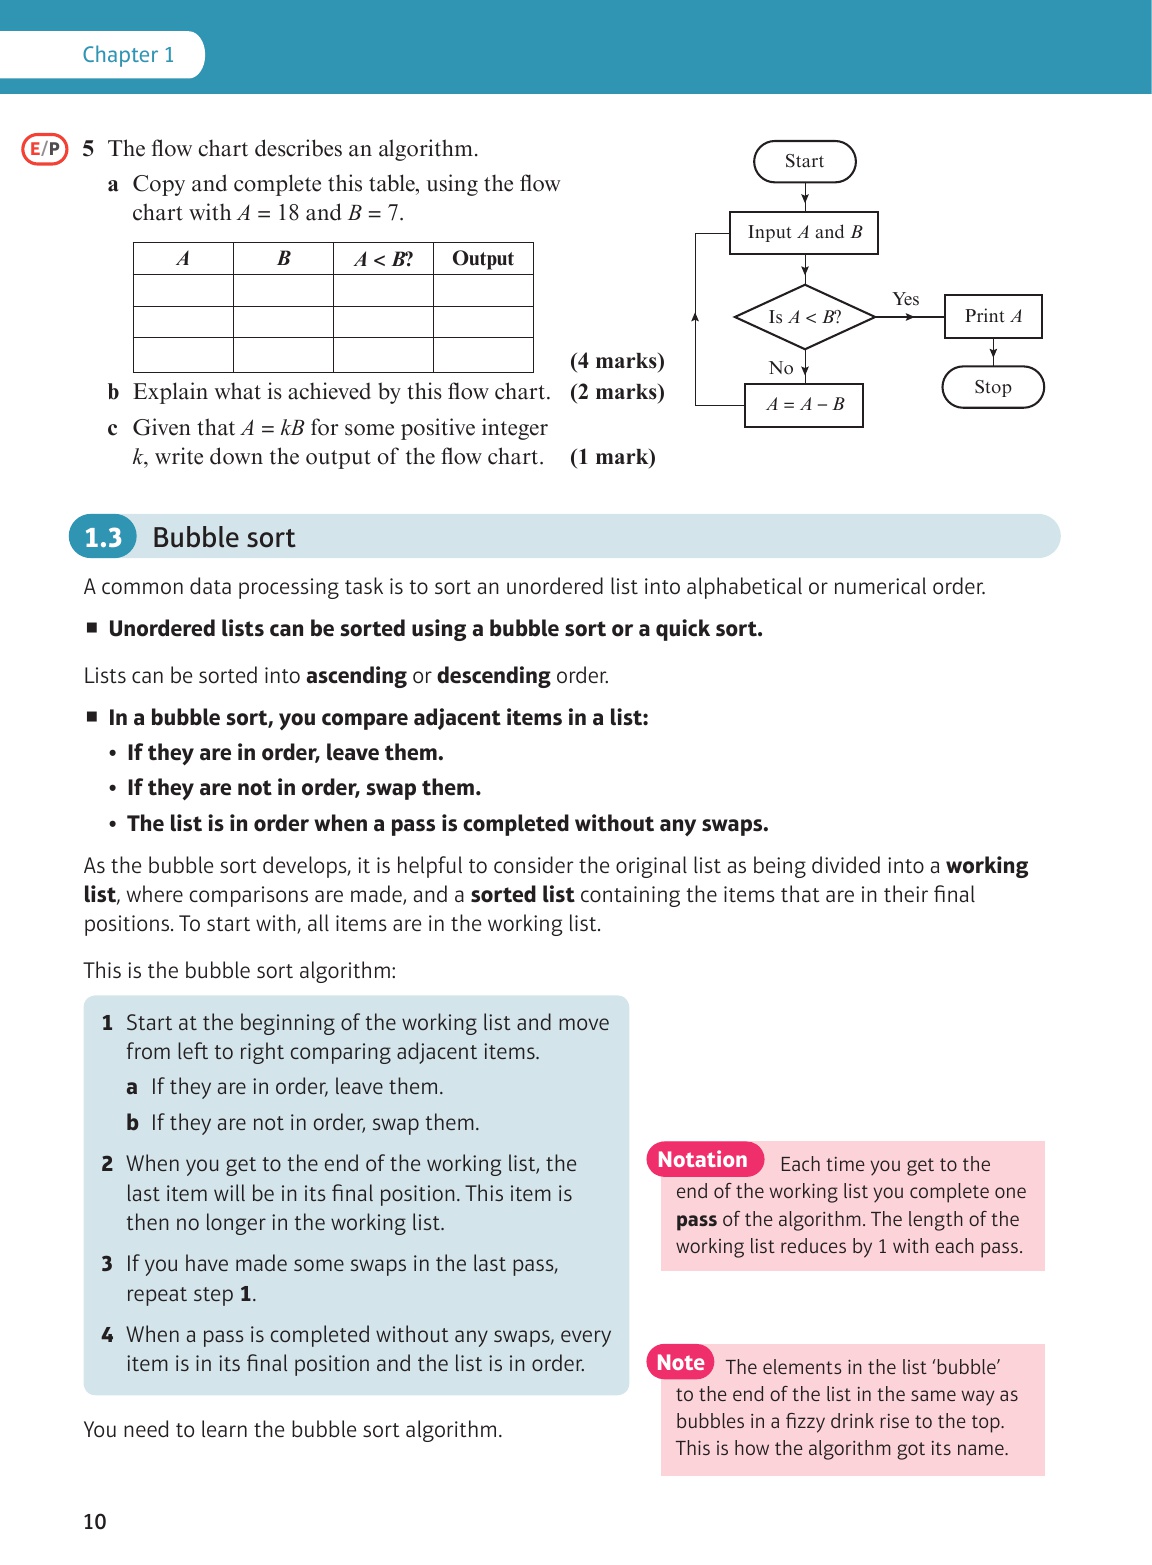 Chapter 1
E/P
5 The flow chart describes an algorithm.
a Copy and complete this table, using the flow
chart with A = 18 and B = 7.
A B A < B? Output
(4 marks)
b Explain what is achieved by this flow chart. (2 marks)
c Given that A = kB for some positive integer
k, write down the output of the flow chart. (1 mark)
Start
Input A and B
Is A < B?
Yes
Print A
Stop
No
A = A – B
1.3 Bubble sort
A common data processing task is to sort an unordered list into alphabetical or numerical order.
■ Unordered lists can be sorted using a bubble sort or a quick sort.
Lists can be sorted into ascending or descending order.
■ In a bubble sort, you compare adjacent items in a list:
• If they are in order, leave them.
• If they are not in order, swap them.
• The list is in order when a pass is completed without any swaps.
As the bubble sort develops, it is helpful to consider the original list as being divided into a working
list, where comparisons are made, and a sorted list containing the items that are in their final
positions. To start with, all items are in the working list.
This is the bubble sort algorithm:
1 Start at the beginning of the working list and move
from left to right comparing adjacent items.
a If they are in order, leave them.
b If they are not in order, swap them.
2 When you get to the end of the working list, the
last item will be in its final position. This item is
then no longer in the working list.
3 If you have made some swaps in the last pass,
repeat step 1.
4 When a pass is completed without any swaps, every
item is in its final position and the list is in order.
Notation Each time you get to the
end of the working list you complete one
pass of the algorithm. The length of the
working list reduces by 1 with each pass.
Note The elements in the list ‘bubble’
to the end of the list in the same way as
bubbles in a fizzy drink rise to the top.
This is how the algorithm got its name.
You need to learn the bubble sort algorithm.
10